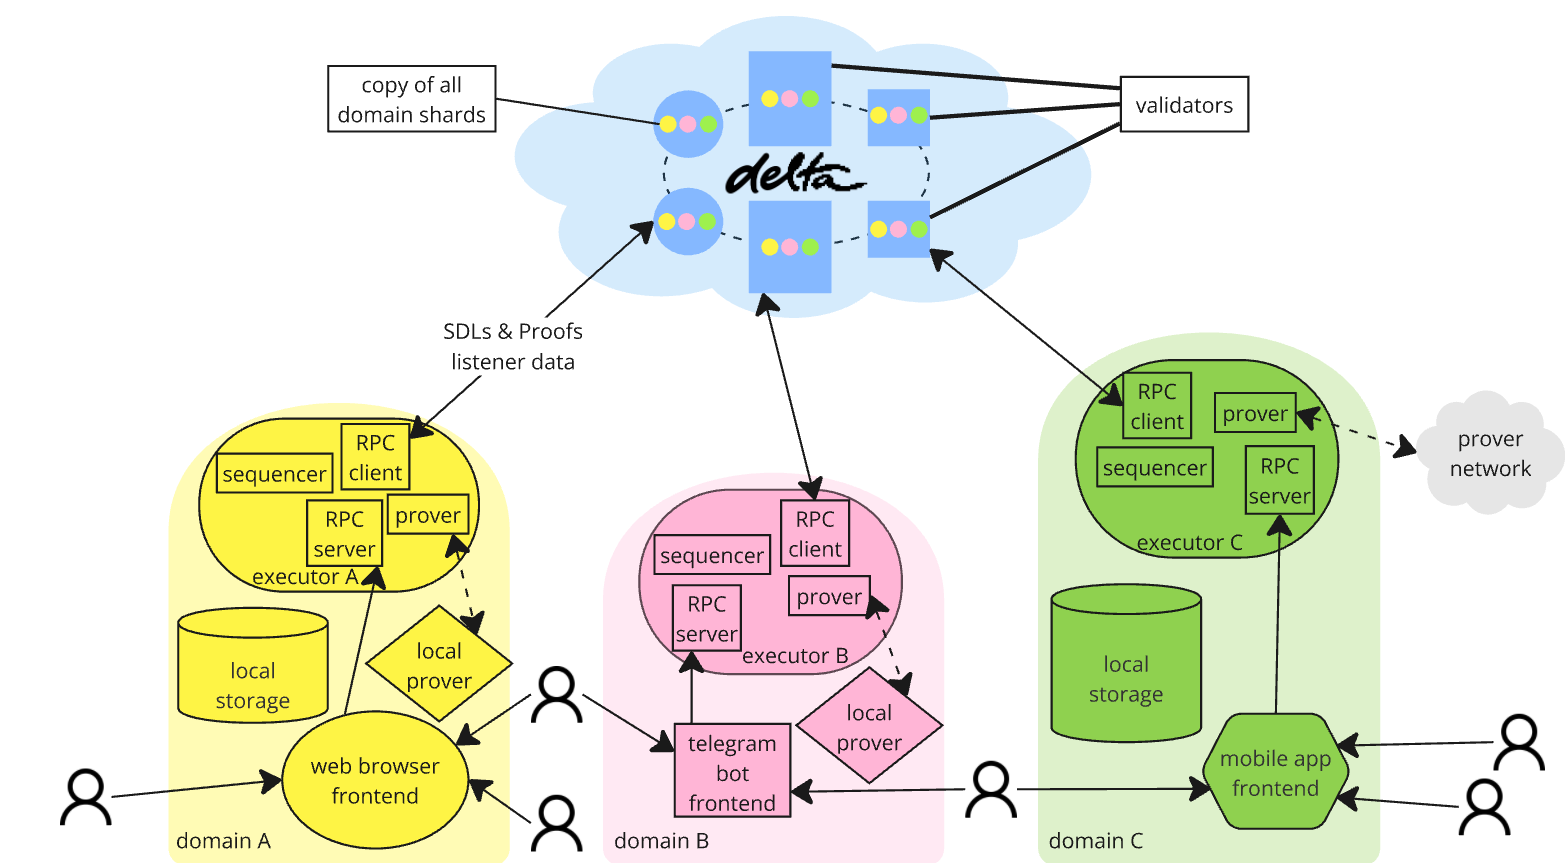 copy of all
domain shards
validators
delta
SDLs & Proofs
listener data
RPC
client
sequencer
RPC
server
prover
executor A
local
storage
local
prover
web browser
frontend
domain A
RPC
client
sequencer
prover
RPC
server
executor B
local
prover
telegram
bot
frontend
domain B
RPC
client
prover
sequencer
RPC
server
executor C
prover
network
local
storage
mobile app
frontend
domain C